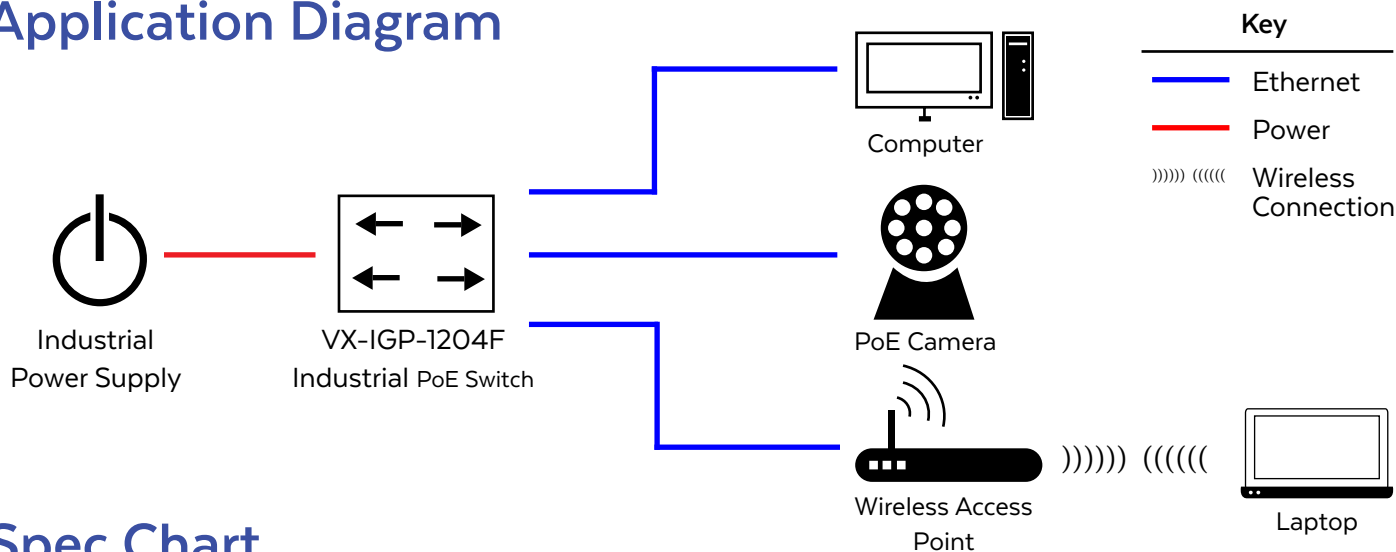 Application Diagram
Key
Ethernet
Power
Wireless
Connection
Computer
Industrial
Power Supply
VX-IGP-1204F
Industrial PoE Switch
PoE Camera
Wireless Access
Point
Laptop
Spec Chart